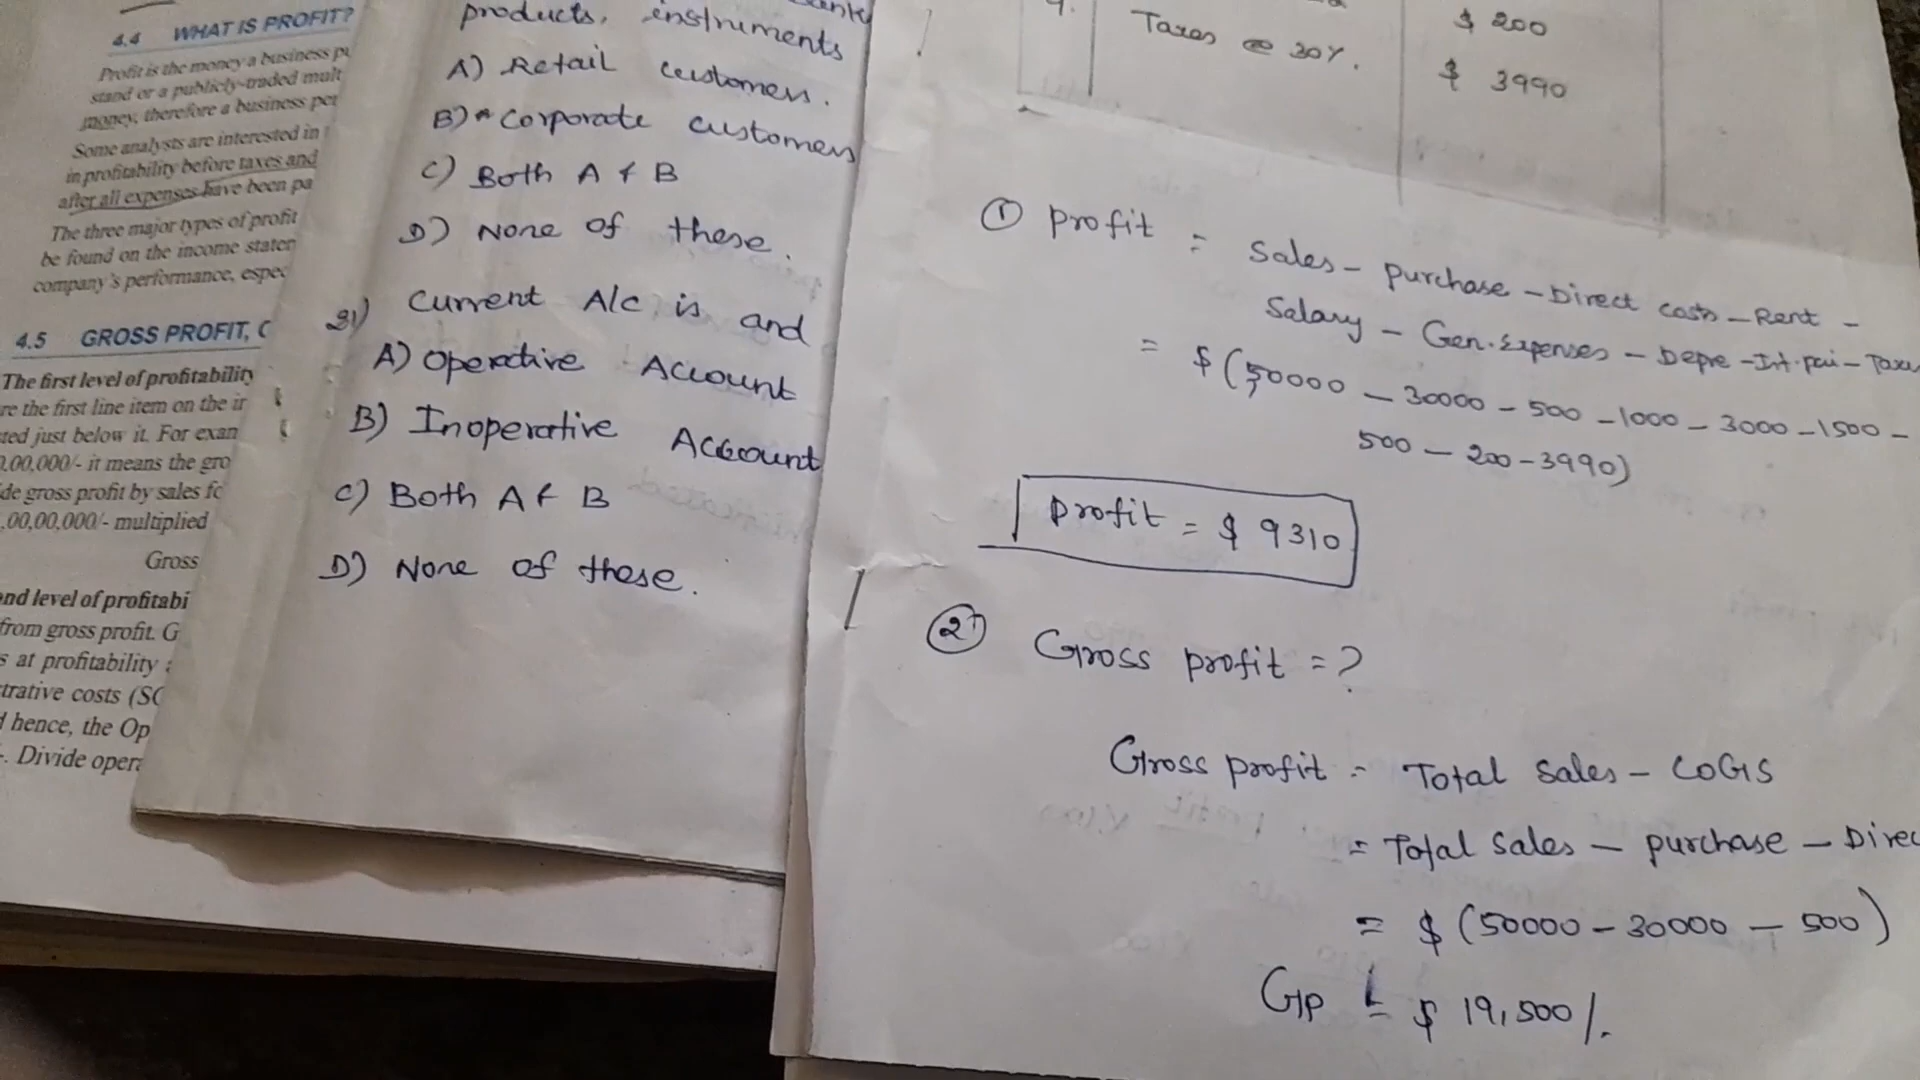 4.4 WHAT IS PROFIT?
Profit is the money a business
stand or a publicly-traded mult
money, therefore a business per
Some analysts are interested in
in profitability before taxes and
after all expenses have been pa
The three major types of profit
be found on the income staten
company's performance, espec
4.5 GROSS PROFIT,
The first level of profitability
re the first line item on the ir
sted just below it. For exan
0,00,000/- it means the gro
de gross profit by sales fo
,00,00,000/- multiplied
Gross
and level of profitabi
from gross profit. G
s at profitability
trative costs (SG
d hence, the Op
. Divide opera
products, instruments
A) Retail customers.
B) Corporate customers
C) Both A & B
D) None of these.
31) Current A/c is and
A) Operative Account
B) Inoperative Account
C) Both A & B
D) None of these.
$ 200
Taxes @ 30%. $ 3990
① Profit = Sales - purchase - Direct costs - Rent -
Salary - Gen. Expenses - Depre - Int. pai - Taxes
= $ (50000 - 30000 - 500 - 1000 - 3000 - 1500 -
500 - 200 - 3990)
Profit = $ 9310
② Gross profit = ?
Gross profit = Total Sales - COGS
= Total Sales - purchase - Direc
= $ (50000 - 30000 - 500)
GP = $ 19,500/.